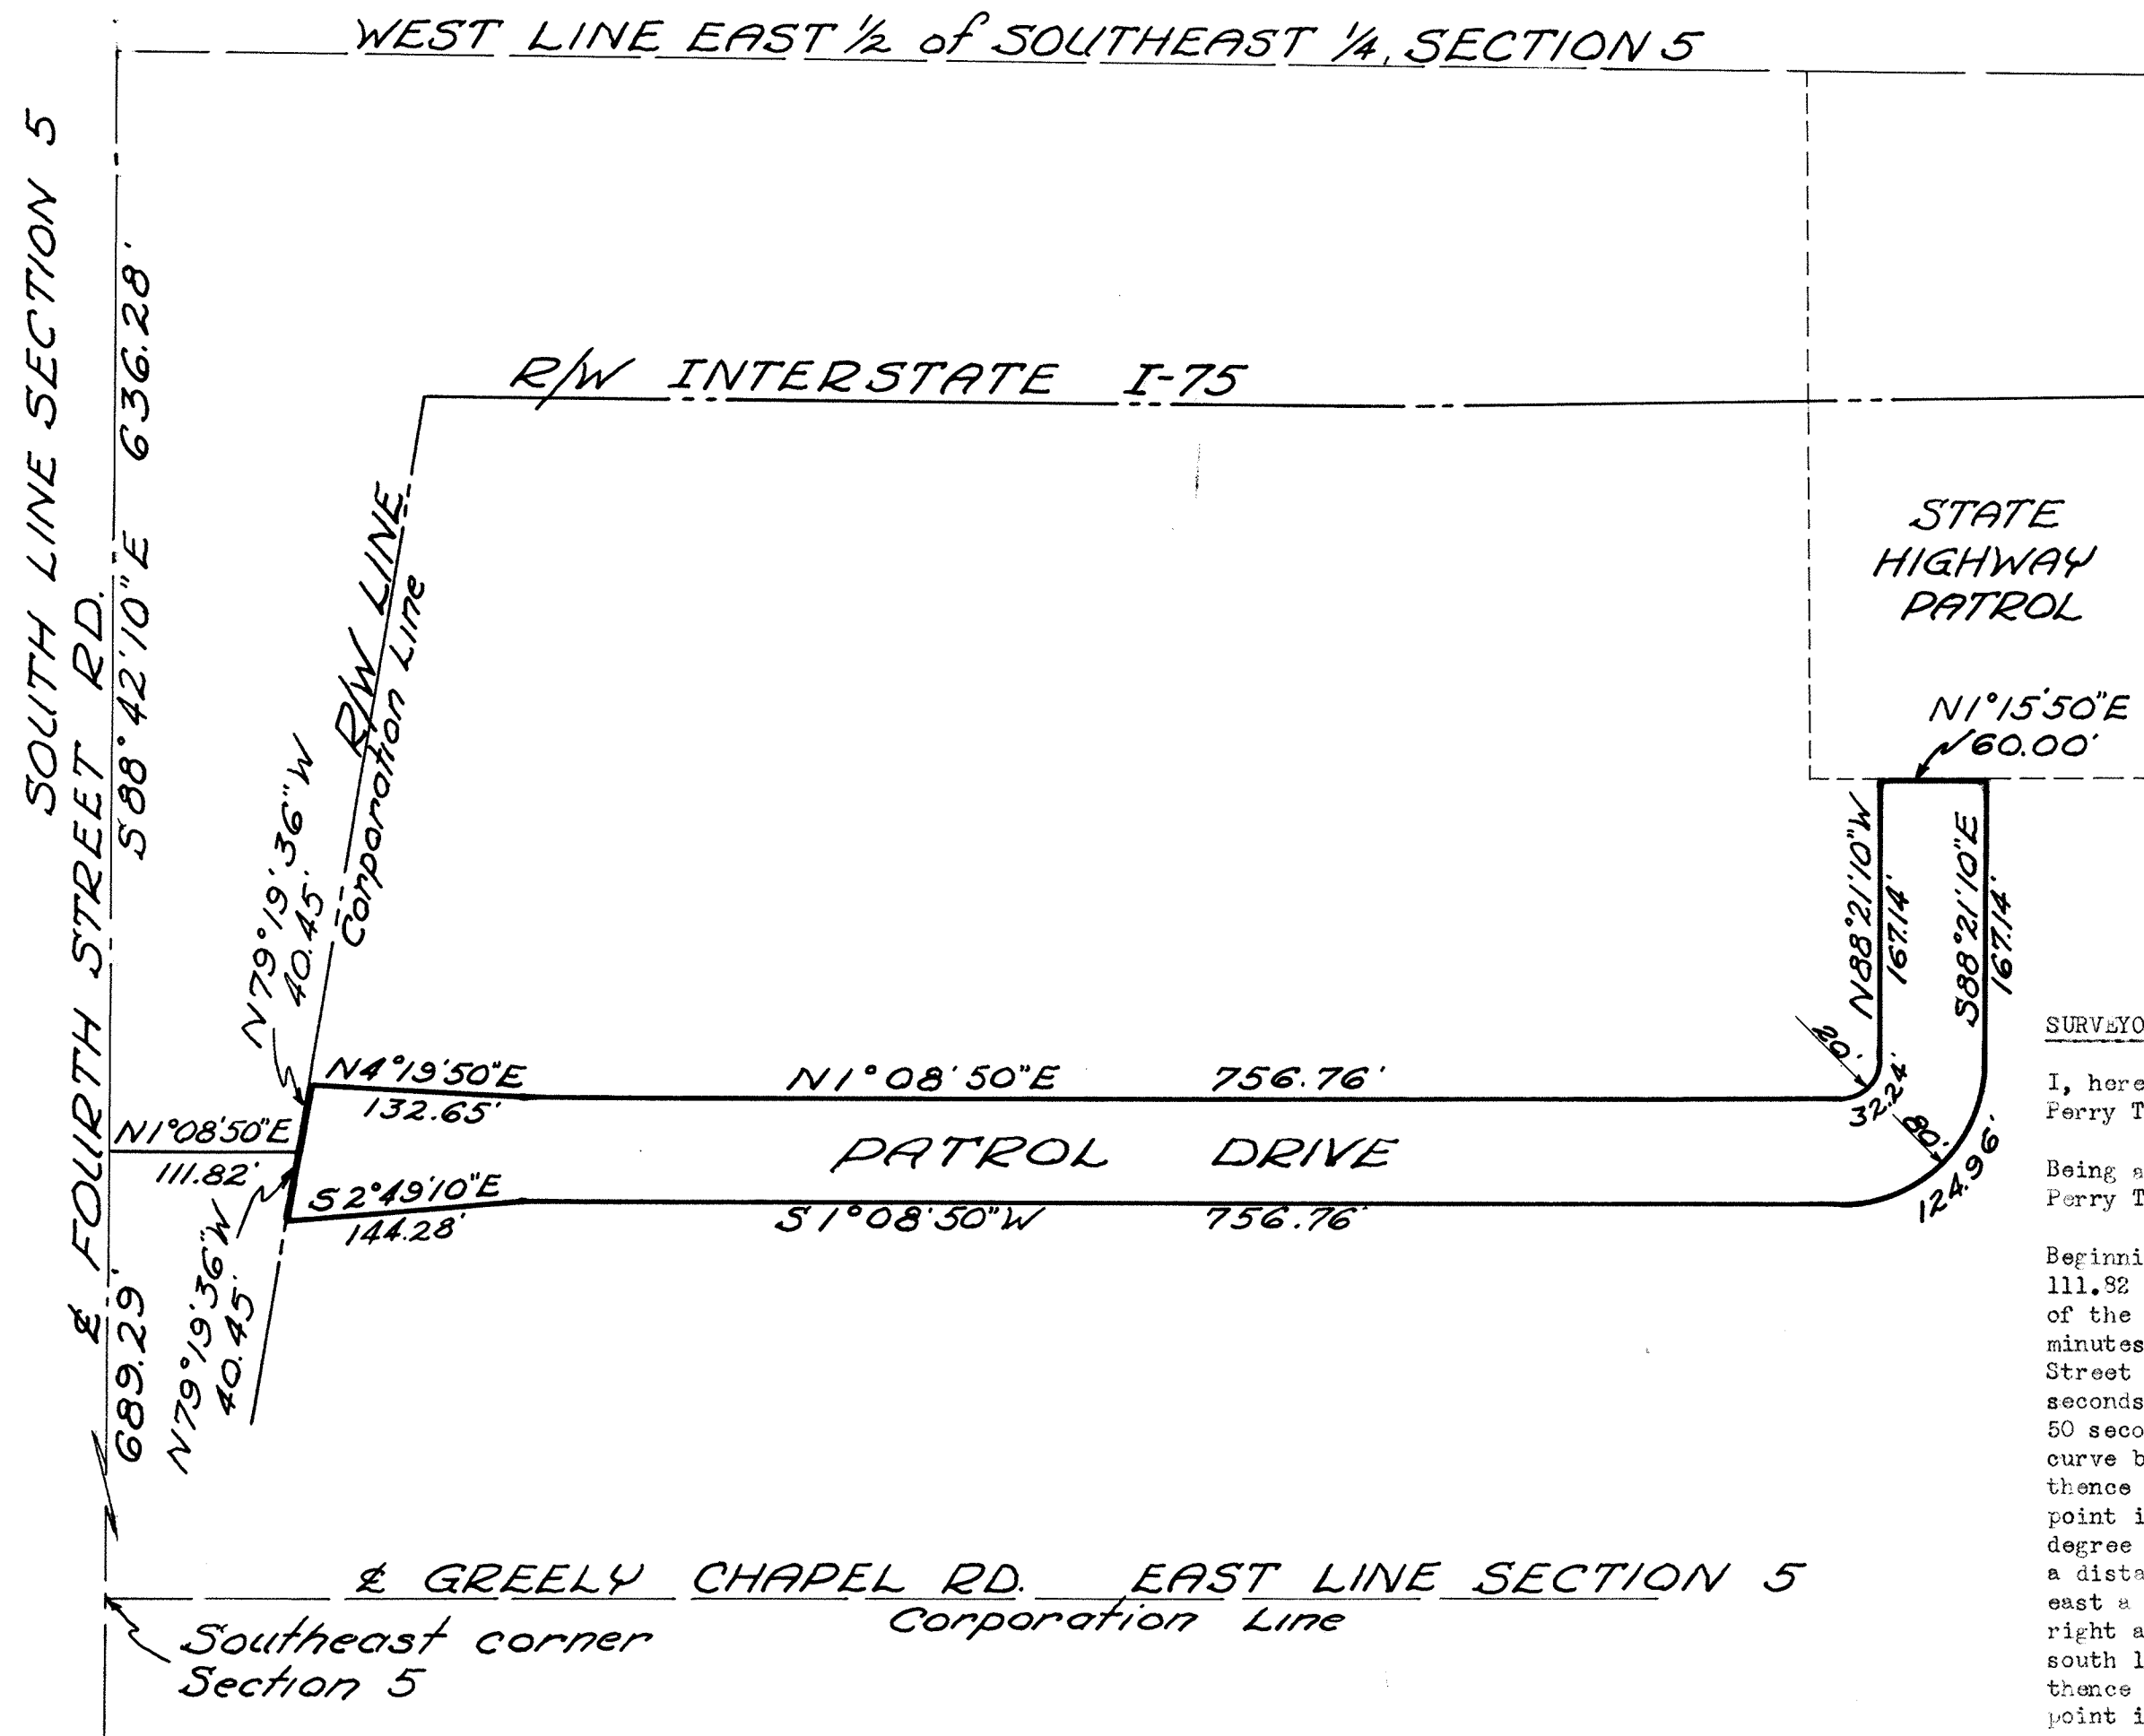 WEST LINE EAST 1/2 of SOUTHEAST 1/4, SECTION 5
SOUTH LINE SECTION 5
℄ FOURTH STREET RD.
S88°42'10"E 636.28'
689.29'
R/W INTERSTATE I-75
R/W LINE
Corporation Line
STATE
HIGHWAY
PATROL
N1°15'50"E
60.00'
N88°21'10"W
167.14'
S88°21'10"E
167.14'
N79°19'36"W
40.45'
N4°19'50"E
132.65'
N1°08'50"E 756.76'
20'
32.24'
80'
124.96'
N1°08'50"E
111.82'
PATROL DRIVE
S2°49'10"E
144.28'
S1°08'50"W 756.76'
N79°19'36"W
40.45'
℄ GREELY CHAPEL RD. EAST LINE SECTION 5
Corporation Line
Southeast corner
Section 5
SURVEYO
I, here
Perry T
Being a
Perry T
Beginni
111.82
of the
minutes
Street
seconds
50 seco
curve b
thence
point i
degree
a dista
east a
right a
south l
thence
point i